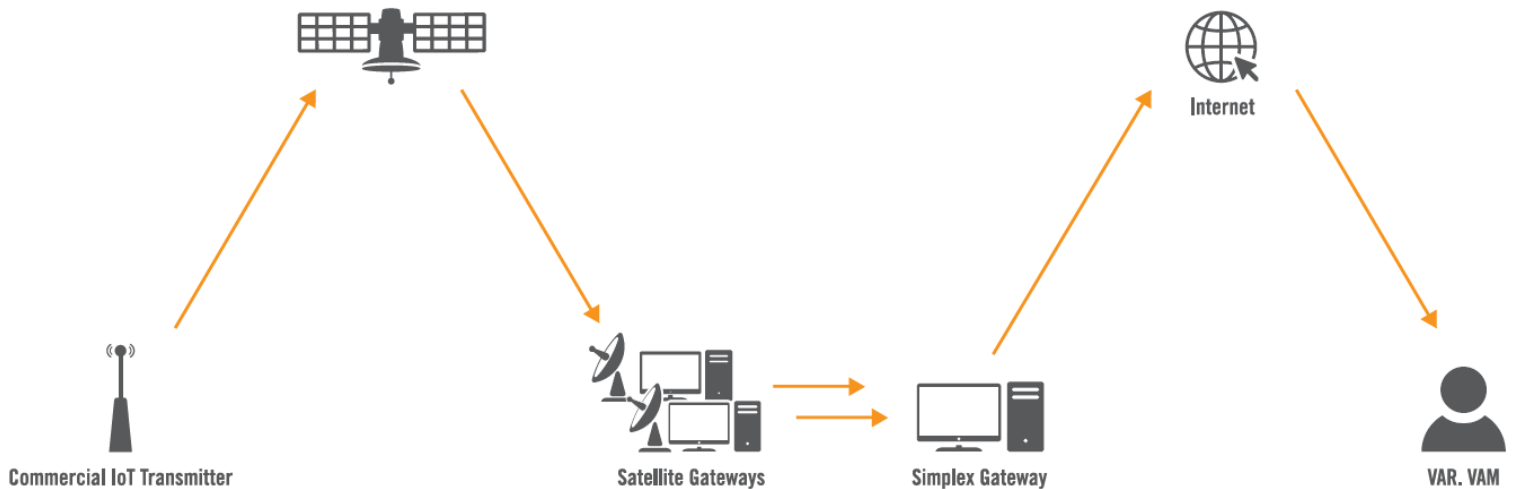 Internet
Commercial IoT Transmitter
Satellite Gateways
Simplex Gateway
VAR. VAM